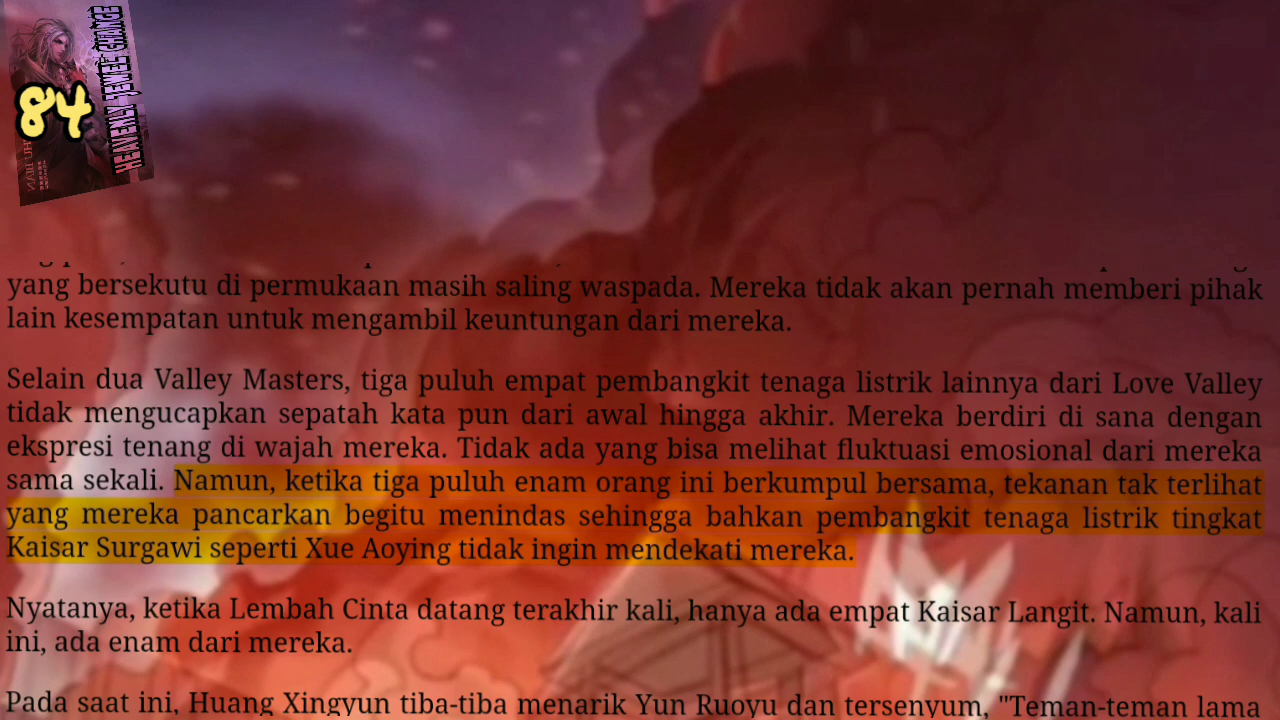 84
HEAVENLY JEWEL CHANGE
yang bersekutu di permukaan masih saling waspada. Mereka tidak akan pernah memberi pihak
lain kesempatan untuk mengambil keuntungan dari mereka.
Selain dua Valley Masters, tiga puluh empat pembangkit tenaga listrik lainnya dari Love Valley
tidak mengucapkan sepatah kata pun dari awal hingga akhir. Mereka berdiri di sana dengan
ekspresi tenang di wajah mereka. Tidak ada yang bisa melihat fluktuasi emosional dari mereka
sama sekali. Namun, ketika tiga puluh enam orang ini berkumpul bersama, tekanan tak terlihat
yang mereka pancarkan begitu menindas sehingga bahkan pembangkit tenaga listrik tingkat
Kaisar Surgawi seperti Xue Aoying tidak ingin mendekati mereka.
Nyatanya, ketika Lembah Cinta datang terakhir kali, hanya ada empat Kaisar Langit. Namun, kali
ini, ada enam dari mereka.
Pada saat ini, Huang Xingyun tiba-tiba menarik Yun Ruoyu dan tersenyum, "Teman-teman lama